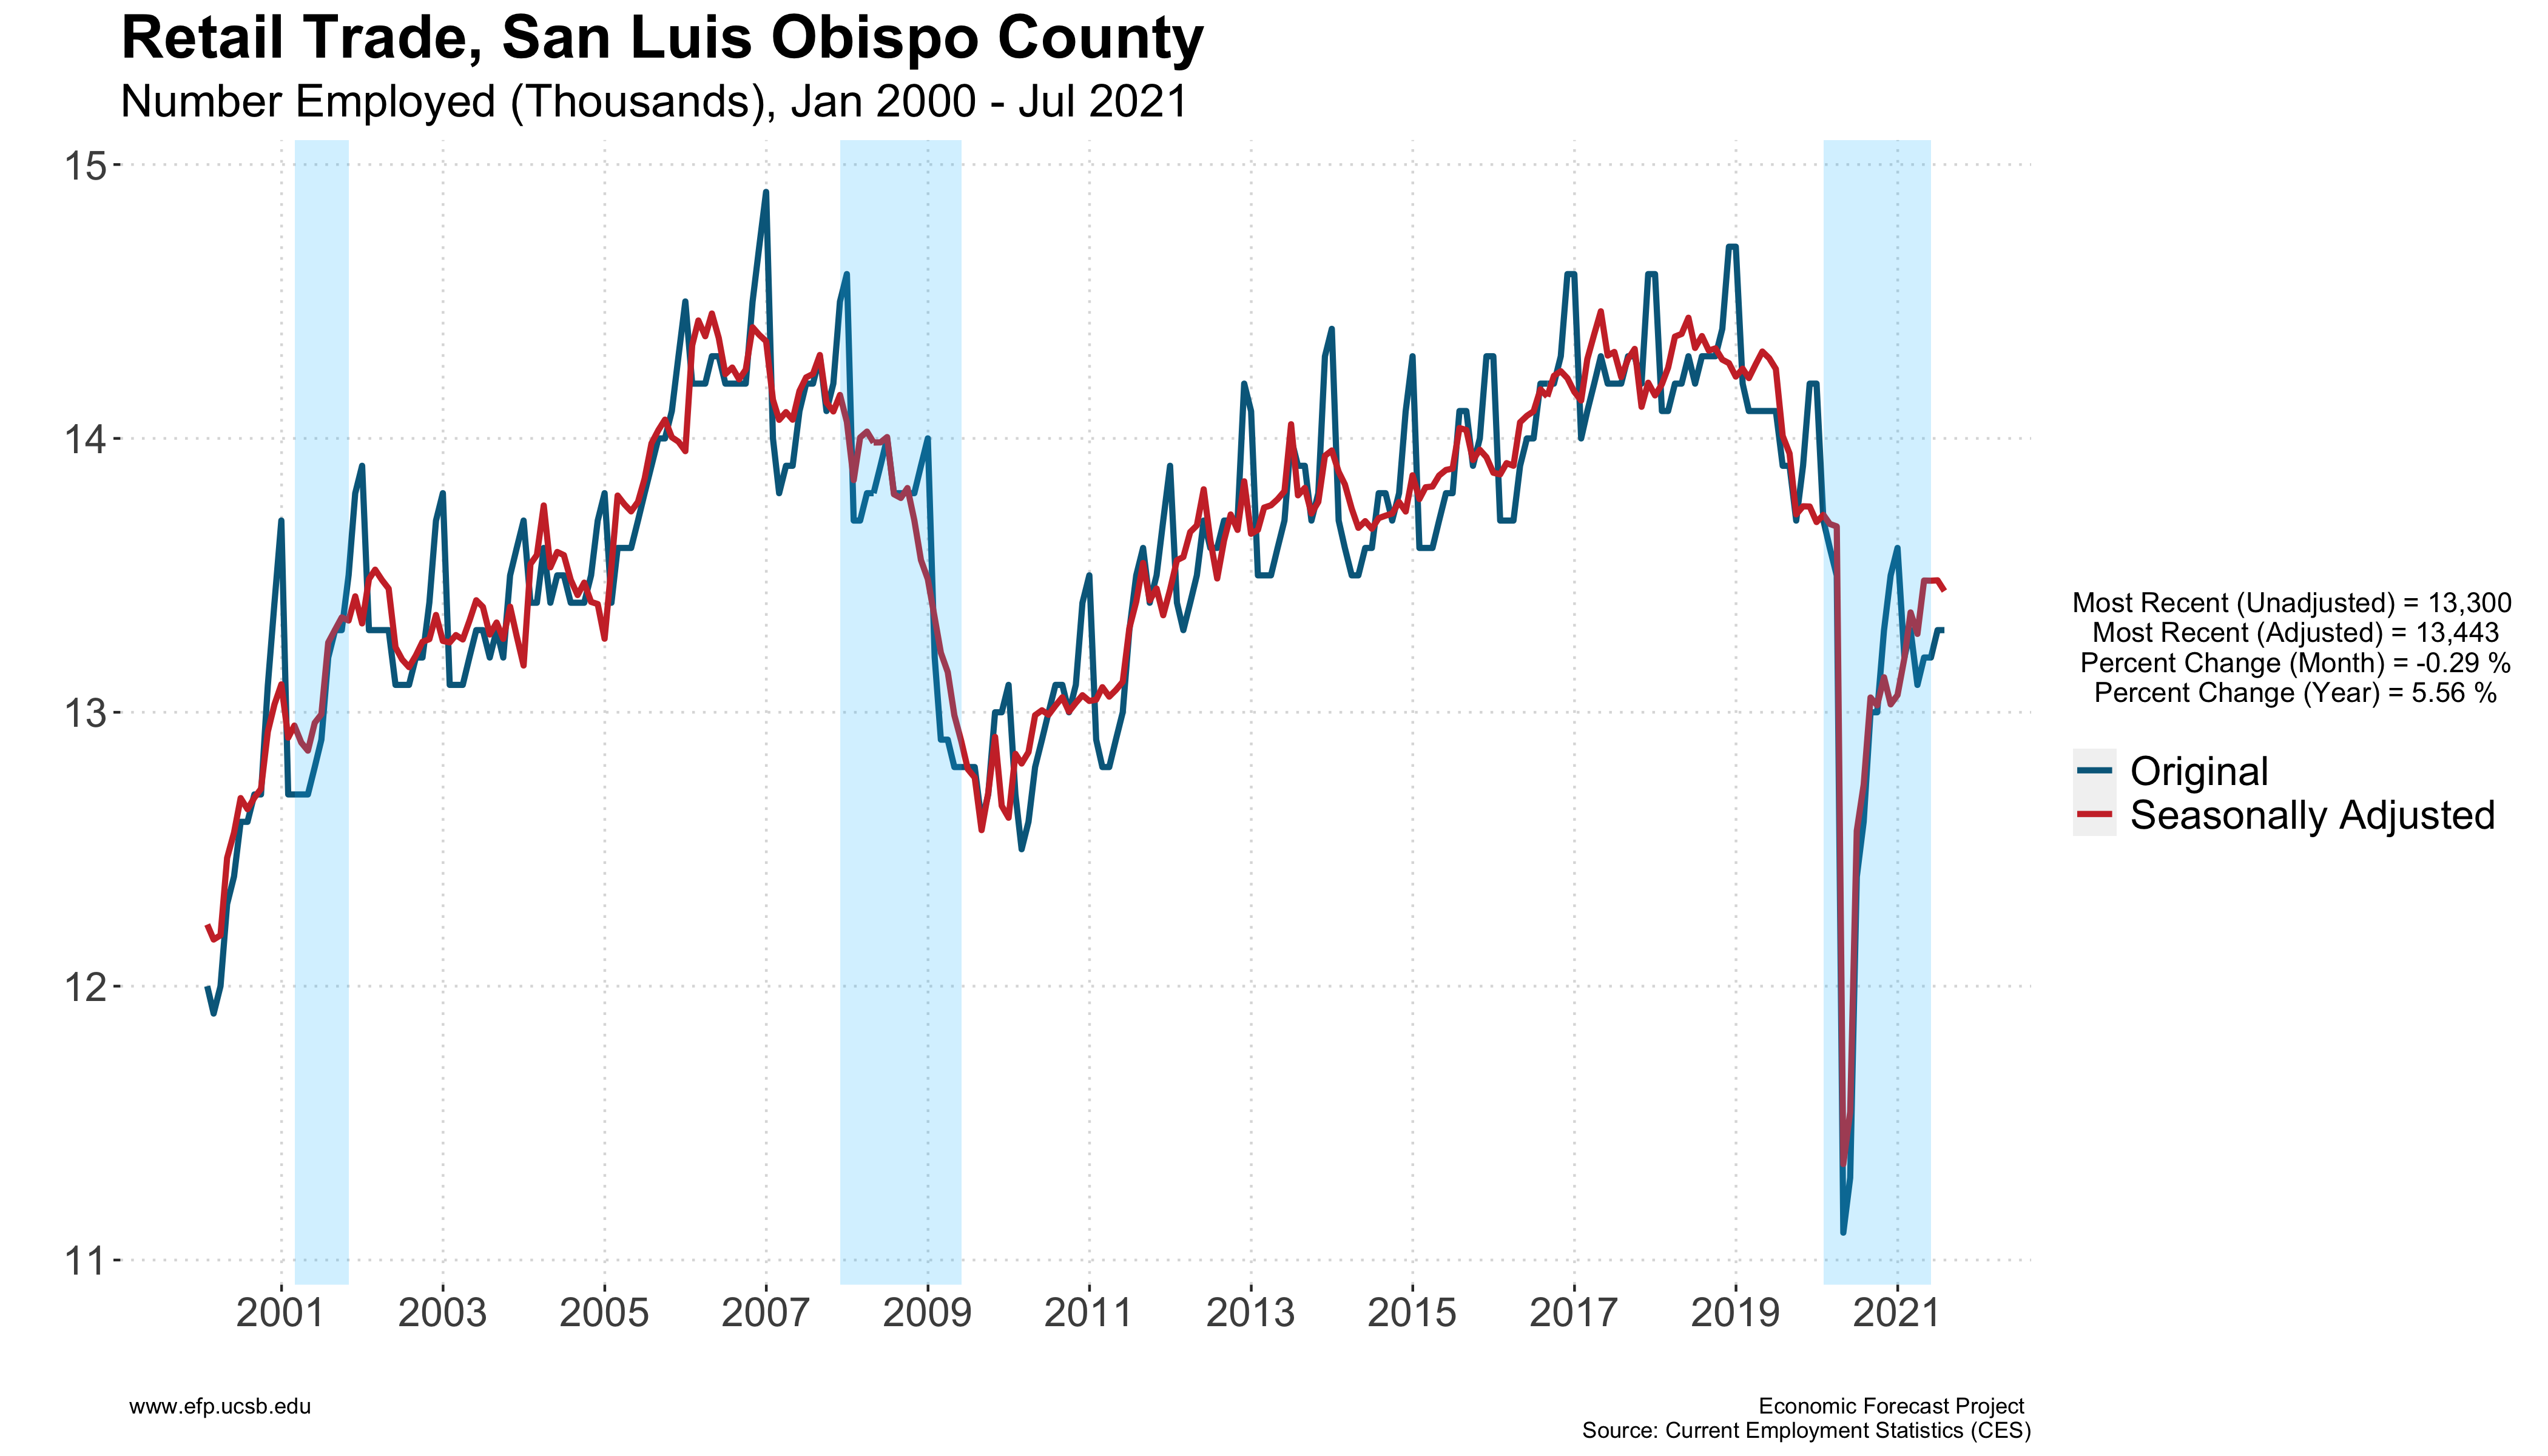 Retail Trade, San Luis Obispo County
Number Employed (Thousands), Jan 2000 - Jul 2021
15
14
13
12
11
2001 2003 2005 2007 2009 2011 2013 2015 2017 2019 2021
Most Recent (Unadjusted) = 13,300
Most Recent (Adjusted) = 13,443
Percent Change (Month) = -0.29 %
Percent Change (Year) = 5.56 %
Original
Seasonally Adjusted
www.efp.ucsb.edu
Economic Forecast Project
Source: Current Employment Statistics (CES)